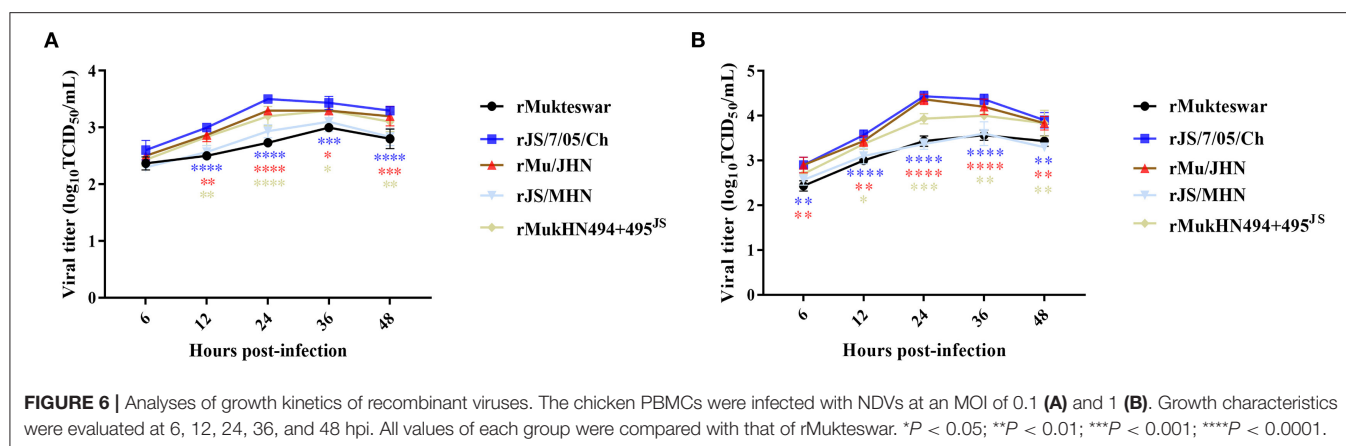 A
Viral titer (log10TCID50/mL)
4
3
2
1
0
**** ** **
**** **** ****
*** * *
**** *** **
6 12 24 36 48
Hours post-infection
rMukteswar
rJS/7/05/Ch
rMu/JHN
rJS/MHN
rMukHN494+495^JS
B
Viral titer (log10TCID50/mL)
5
4
3
2
1
0
** **
**** ** *
**** **** ***
**** **** **
** ** **
6 12 24 36 48
Hours post-infection
rMukteswar
rJS/7/05/Ch
rMu/JHN
rJS/MHN
rMukHN494+495^JS
FIGURE 6 | Analyses of growth kinetics of recombinant viruses. The chicken PBMCs were infected with NDVs at an MOI of 0.1 (A) and 1 (B). Growth characteristics
were evaluated at 6, 12, 24, 36, and 48 hpi. All values of each group were compared with that of rMukteswar. *P < 0.05; **P < 0.01; ***P < 0.001; ****P < 0.0001.